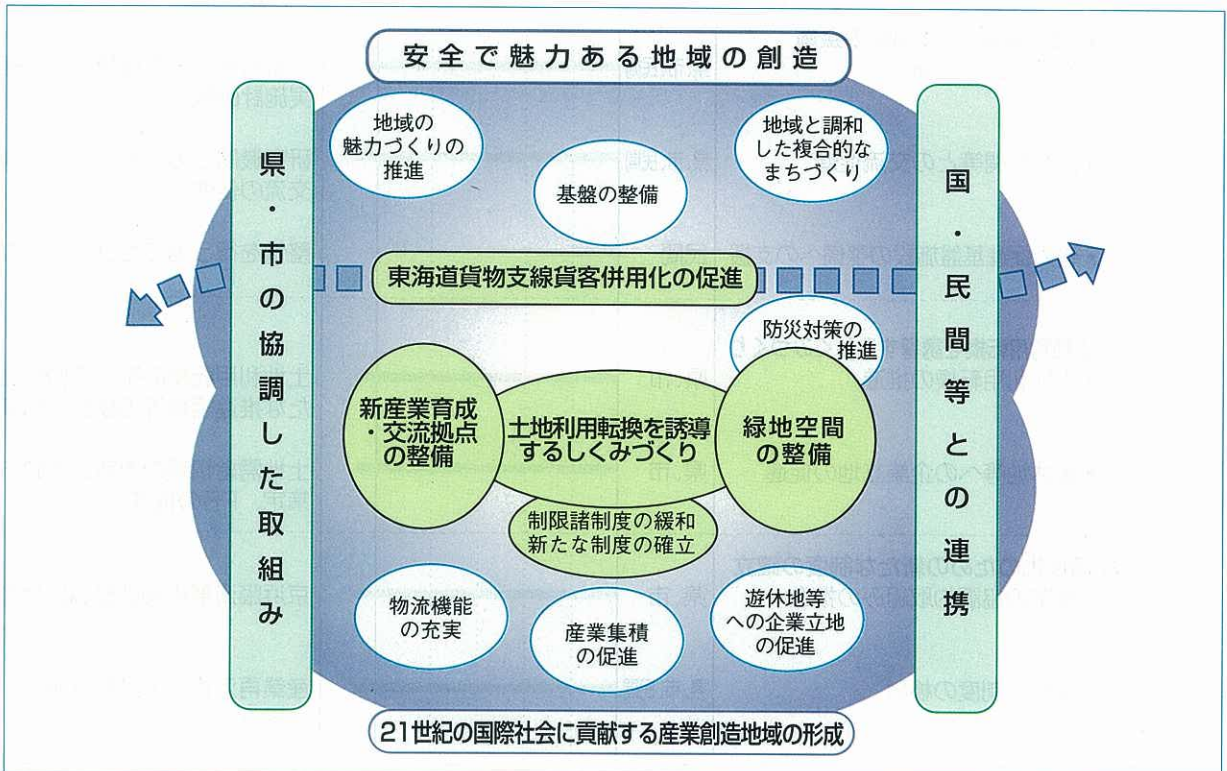 安全で魅力ある地域の創造
県・市の協調した取組み
国・民間等との連携
地域の
魅力づくりの
推進
基盤の整備
地域と調和
した複合的な
まちづくり
東海道貨物支線貨客併用化の促進
防災対策の
推進
新産業育成
・交流拠点
の整備
土地利用転換を誘導
するしくみづくり
緑地空間
の整備
制限諸制度の緩和
新たな制度の確立
物流機能
の充実
産業集積
の促進
遊休地等
への企業立地
の促進
21世紀の国際社会に貢献する産業創造地域の形成